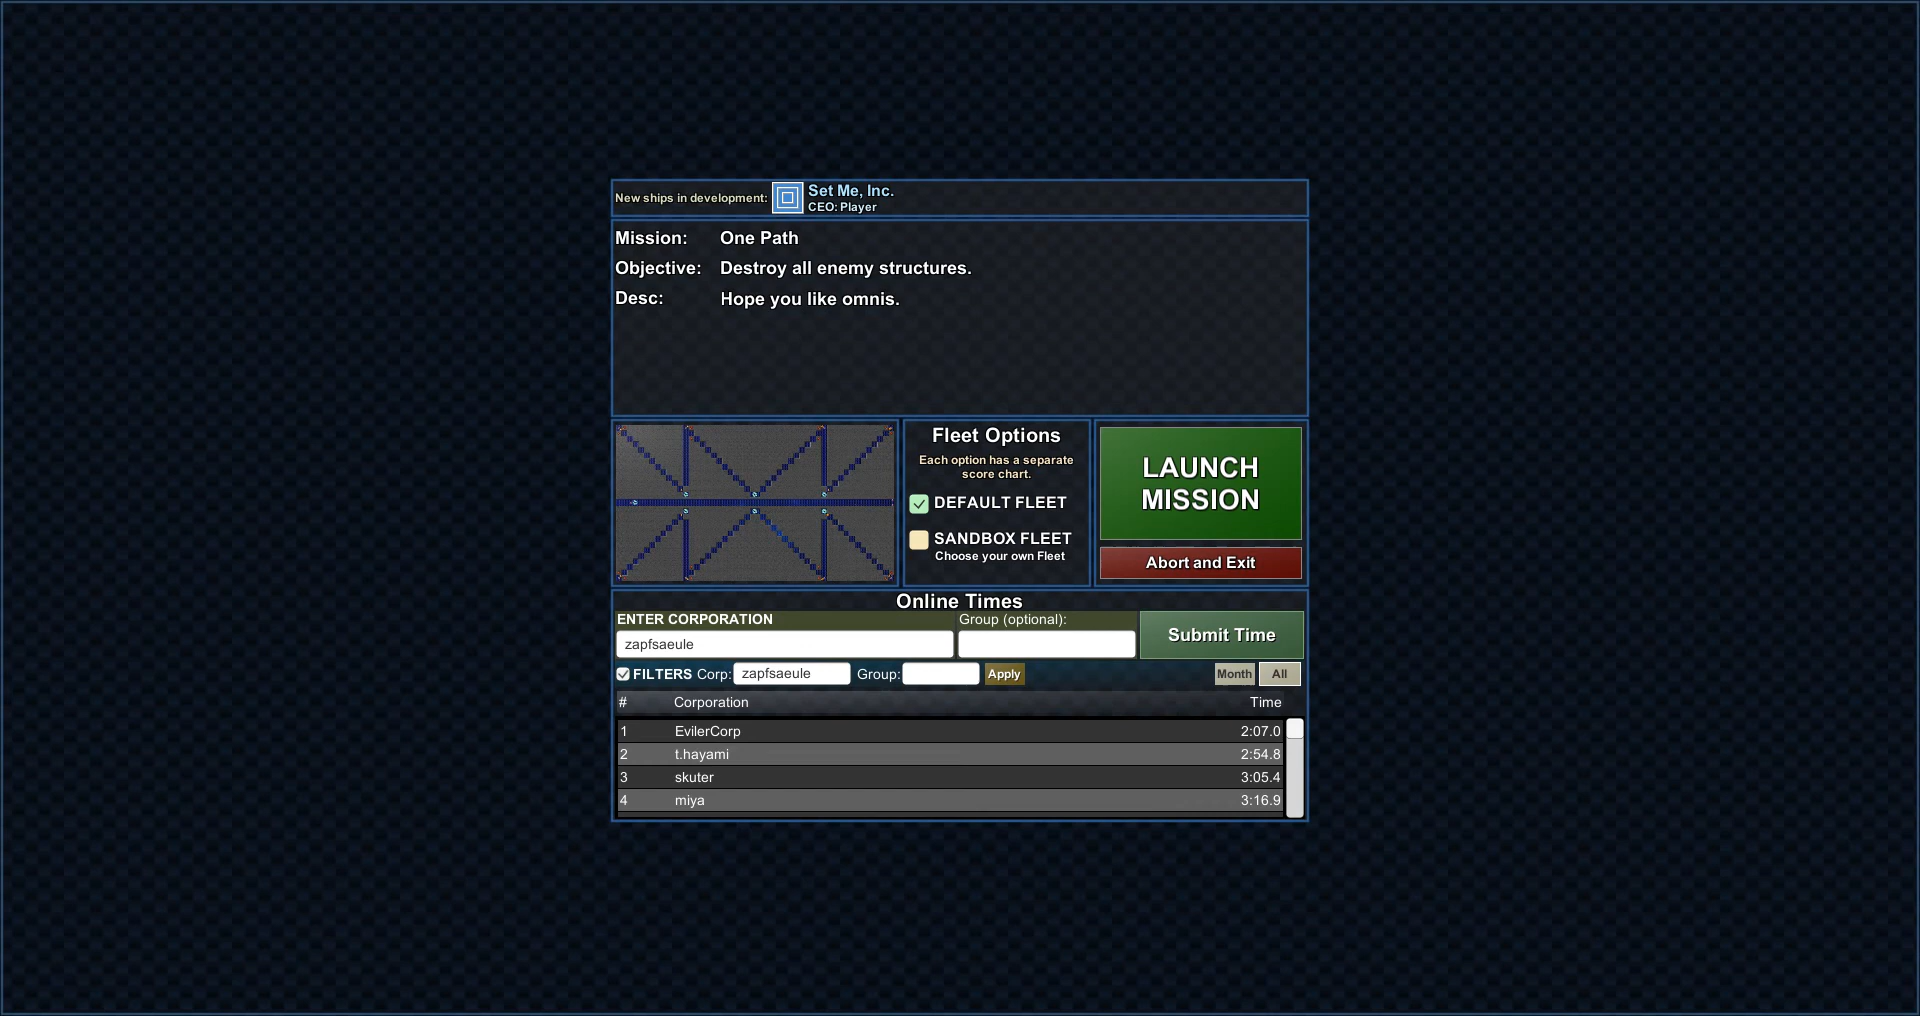 New ships in development:
Set Me, Inc.
CEO: Player
Mission: One Path
Objective: Destroy all enemy structures.
Desc: Hope you like omnis.
Fleet Options
Each option has a separate
score chart.
DEFAULT FLEET
SANDBOX FLEET
Choose your own Fleet
LAUNCH
MISSION
Abort and Exit
Online Times
ENTER CORPORATION Group (optional):
zapfsaeule
Submit Time
FILTERS Corp: zapfsaeule Group: Apply Month All
# Corporation Time
1 EvilerCorp 2:07.0
2 t.hayami 2:54.8
3 skuter 3:05.4
4 miya 3:16.9